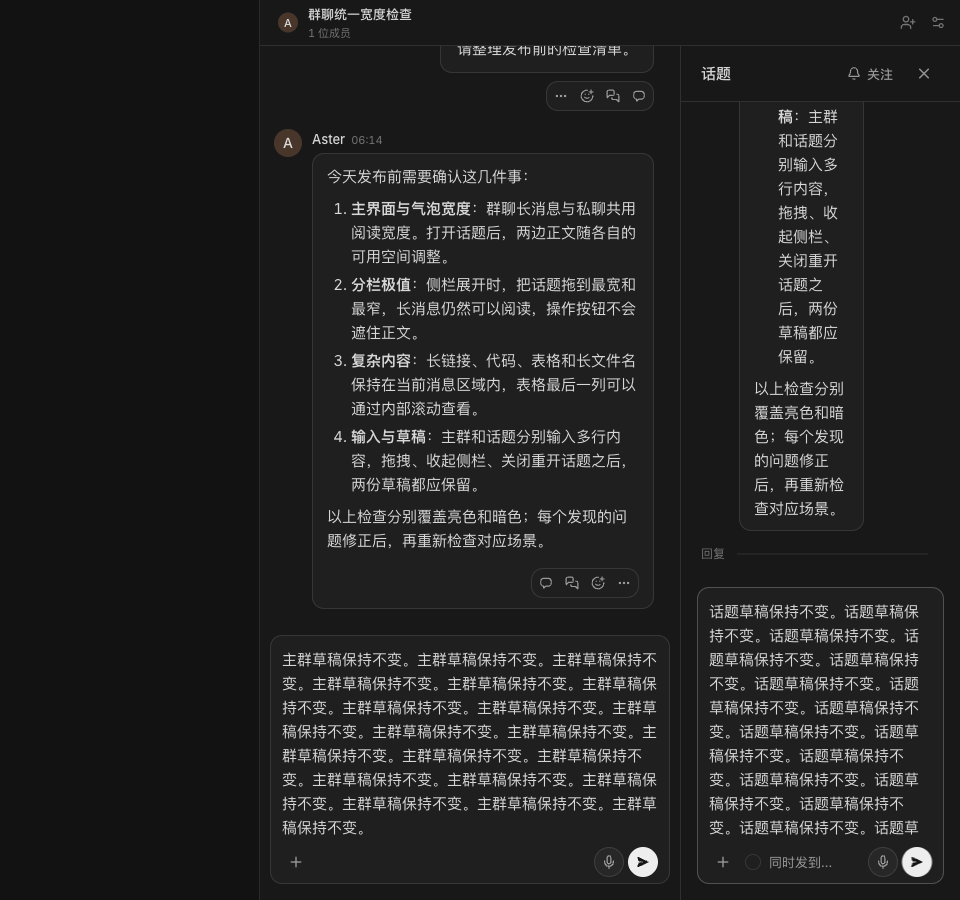 A
群聊统一宽度检查
1 位成员
请整理发布前的检查清单。
A
Aster 06:14
今天发布前需要确认这几件事：
1. 主界面与气泡宽度：群聊长消息与私聊共用
阅读宽度。打开话题后，两边正文随各自的
可用空间调整。
2. 分栏极值：侧栏展开时，把话题拖到最宽和
最窄，长消息仍然可以阅读，操作按钮不会
遮住正文。
3. 复杂内容：长链接、代码、表格和长文件名
保持在当前消息区域内，表格最后一列可以
通过内部滚动查看。
4. 输入与草稿：主群和话题分别输入多行内
容，拖拽、收起侧栏、关闭重开话题之后，
两份草稿都应保留。
以上检查分别覆盖亮色和暗色；每个发现的问
题修正后，再重新检查对应场景。
主群草稿保持不变。主群草稿保持不变。主群草稿保持不
变。主群草稿保持不变。主群草稿保持不变。主群草稿保
持不变。主群草稿保持不变。主群草稿保持不变。主群草
稿保持不变。主群草稿保持不变。主群草稿保持不变。主
群草稿保持不变。主群草稿保持不变。主群草稿保持不
变。主群草稿保持不变。主群草稿保持不变。主群草稿保
持不变。主群草稿保持不变。主群草稿保持不变。主群草
稿保持不变。
话题
关注
稿：主群
和话题分
别输入多
行内容，
拖拽、收
起侧栏、
关闭重开
话题之
后，两份
草稿都应
保留。
以上检查分别
覆盖亮色和暗
色；每个发现
的问题修正
后，再重新检
查对应场景。
回复
话题草稿保持不变。话题草稿保
持不变。话题草稿保持不变。话
题草稿保持不变。话题草稿保持
不变。话题草稿保持不变。话题
草稿保持不变。话题草稿保持不
变。话题草稿保持不变。话题草
稿保持不变。话题草稿保持不
变。话题草稿保持不变。话题草
稿保持不变。话题草稿保持不
变。话题草稿保持不变。话题草
同时发到...